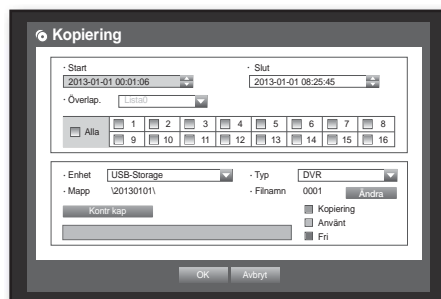 Kopiering
· Start
· Slut
2013-01-01 00:01:06
2013-01-01 08:25:45
· Överlap.
Lista0
Alla
1 2 3 4 5 6 7 8
9 10 11 12 13 14 15 16
· Enhet
USB-Storage
· Typ
DVR
· Mapp
\20130101\
· Filnamn
0001
Ändra
Kontr kap
Kopiering
Använt
Fri
OK
Avbryt